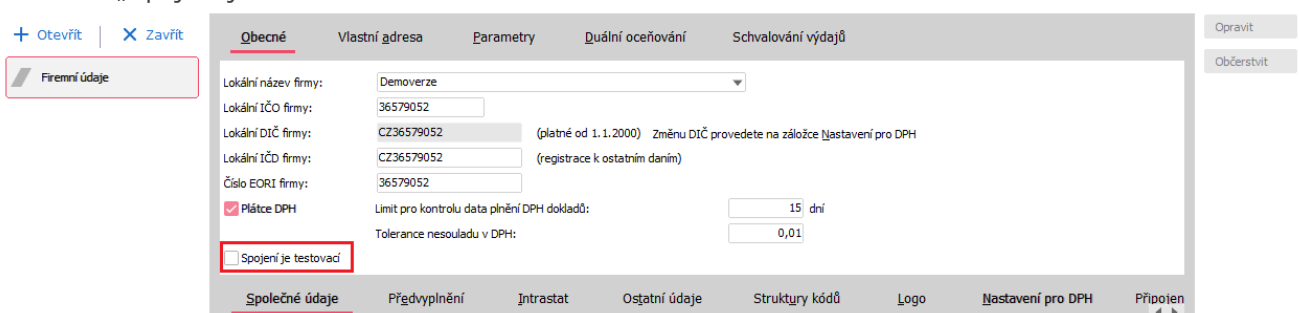 Otevřít Zavřít
Firemní údaje
Obecné Vlastní adresa Parametry Duální oceňování Schvalování výdajů
Opravit
Občerstvit
Lokální název firmy: Demoverze
Lokální IČO firmy: 36579052
Lokální DIČ firmy: CZ36579052 (platné od 1.1.2000) Změnu DIČ provedete na záložce Nastavení pro DPH
Lokální IČD firmy: CZ36579052 (registrace k ostatním daním)
Číslo EORI firmy: 36579052
Plátce DPH Limit pro kontrolu data plnění DPH dokladů: 15 dní
Tolerance nesouladu v DPH: 0,01
Spojení je testovací
Společné údaje Předvyplnění Intrastat Ostatní údaje Struktury kódů Logo Nastavení pro DPH Připojen